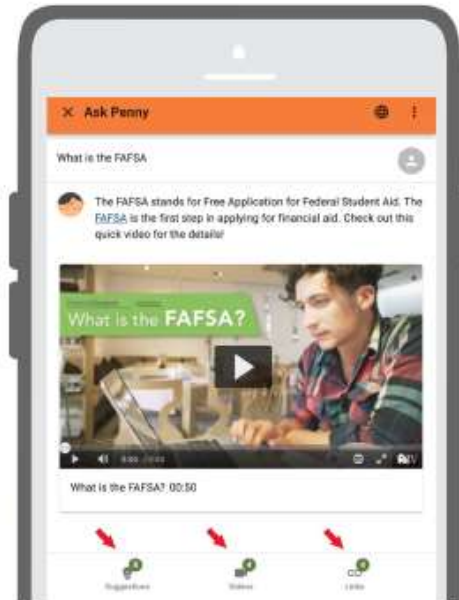 × Ask Penny
What is the FAFSA
The FAFSA stands for Free Application for Federal Student Aid. The
FAFSA is the first step in applying for financial aid. Check out this
quick video for the details!
What is the FAFSA?
What is the FAFSA? 00:50
Suggestions Videos Links